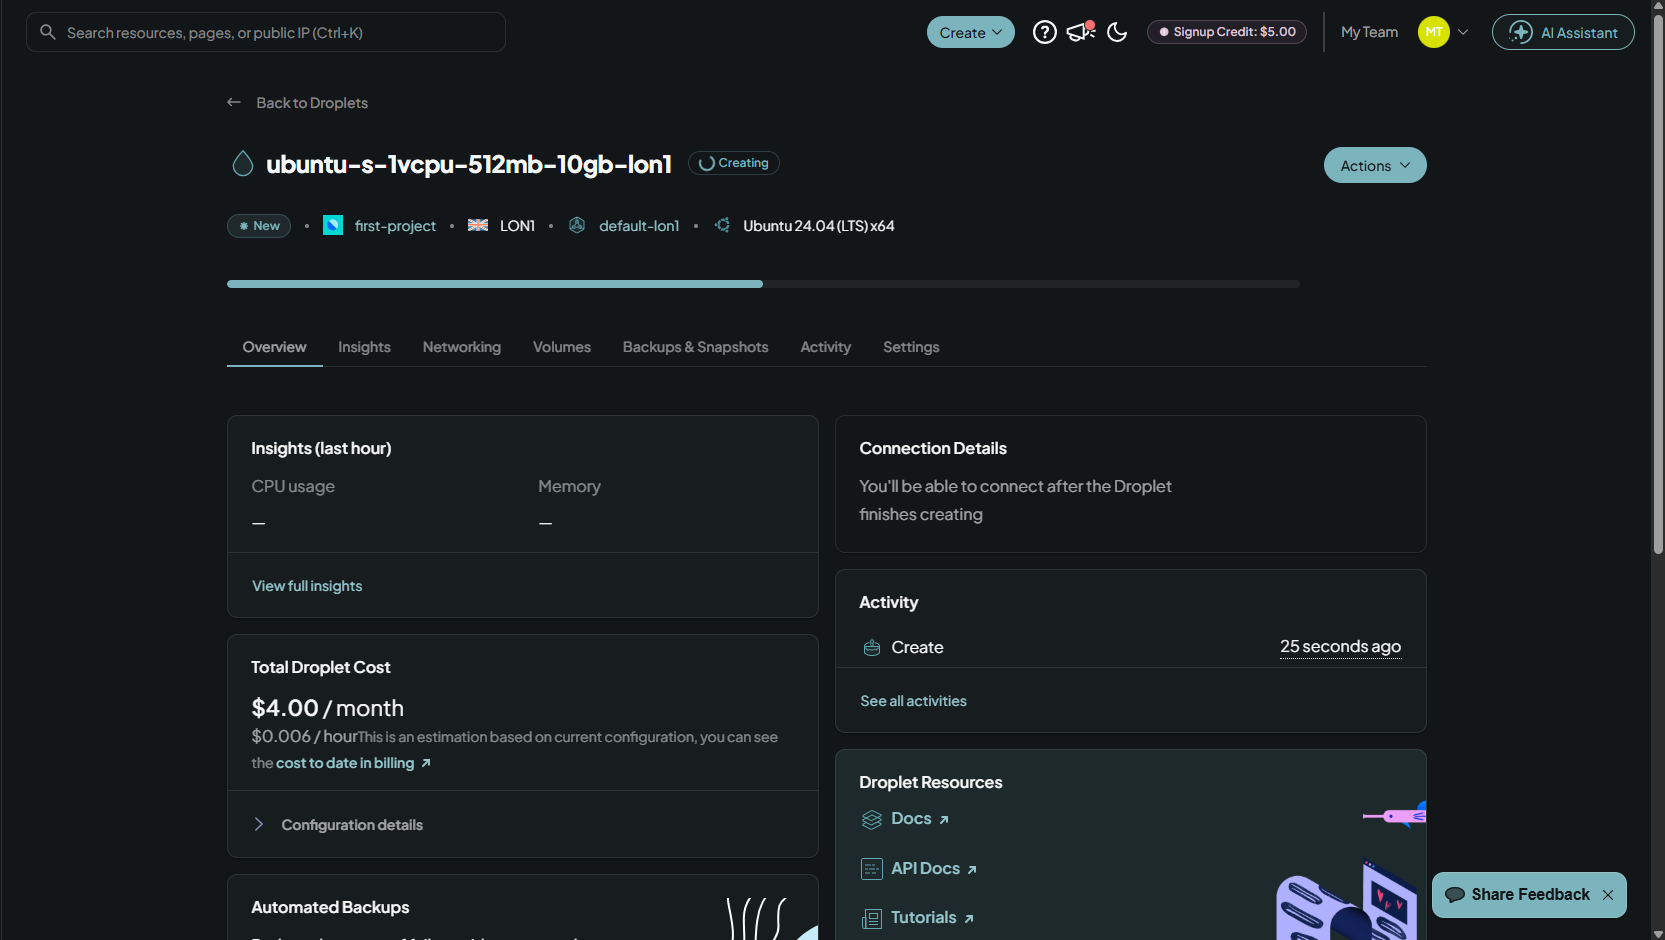 Search resources, pages, or public IP (Ctrl+K)
Create
Signup Credit: $5.00
My Team
MT
AI Assistant
Back to Droplets
ubuntu-s-1vcpu-512mb-10gb-lon1
Creating
Actions
New • first-project • LON1 • default-lon1 • Ubuntu 24.04 (LTS) x64
Overview
Insights
Networking
Volumes
Backups & Snapshots
Activity
Settings
Insights (last hour)
CPU usage
Memory
—
—
View full insights
Connection Details
You'll be able to connect after the Droplet
finishes creating
Activity
Create
25 seconds ago
See all activities
Total Droplet Cost
$4.00 / month
$0.006 / hourThis is an estimation based on current configuration, you can see
the cost to date in billing
Configuration details
Droplet Resources
Docs
API Docs
Tutorials
Automated Backups
Share Feedback